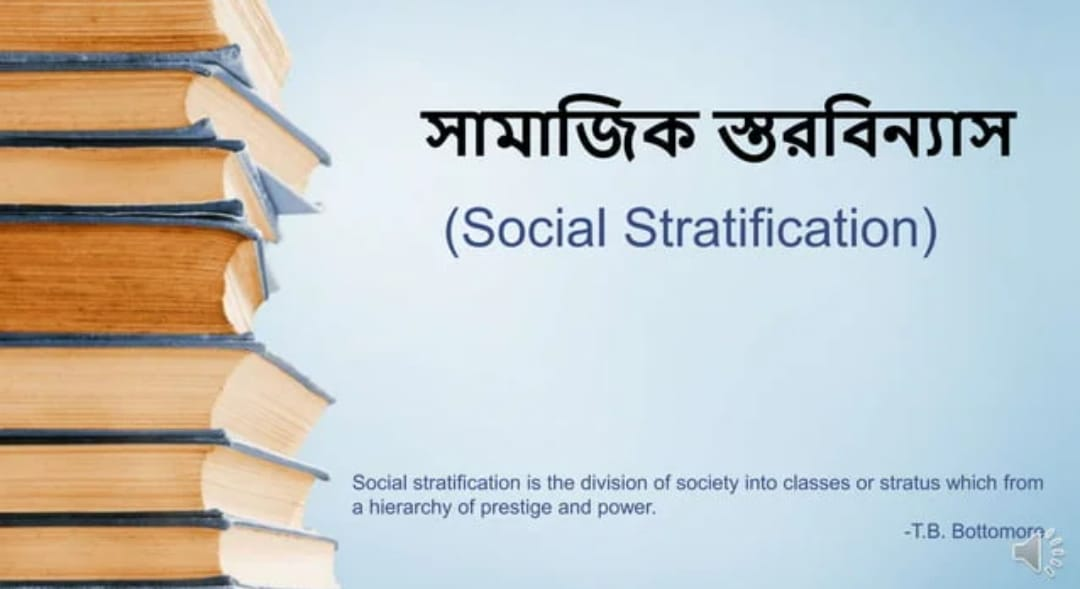 সামাজিক স্তরবিন্যাস
(Social Stratification)
Social stratification is the division of society into classes or stratus which from
a hierarchy of prestige and power.
-T.B. Bottomore